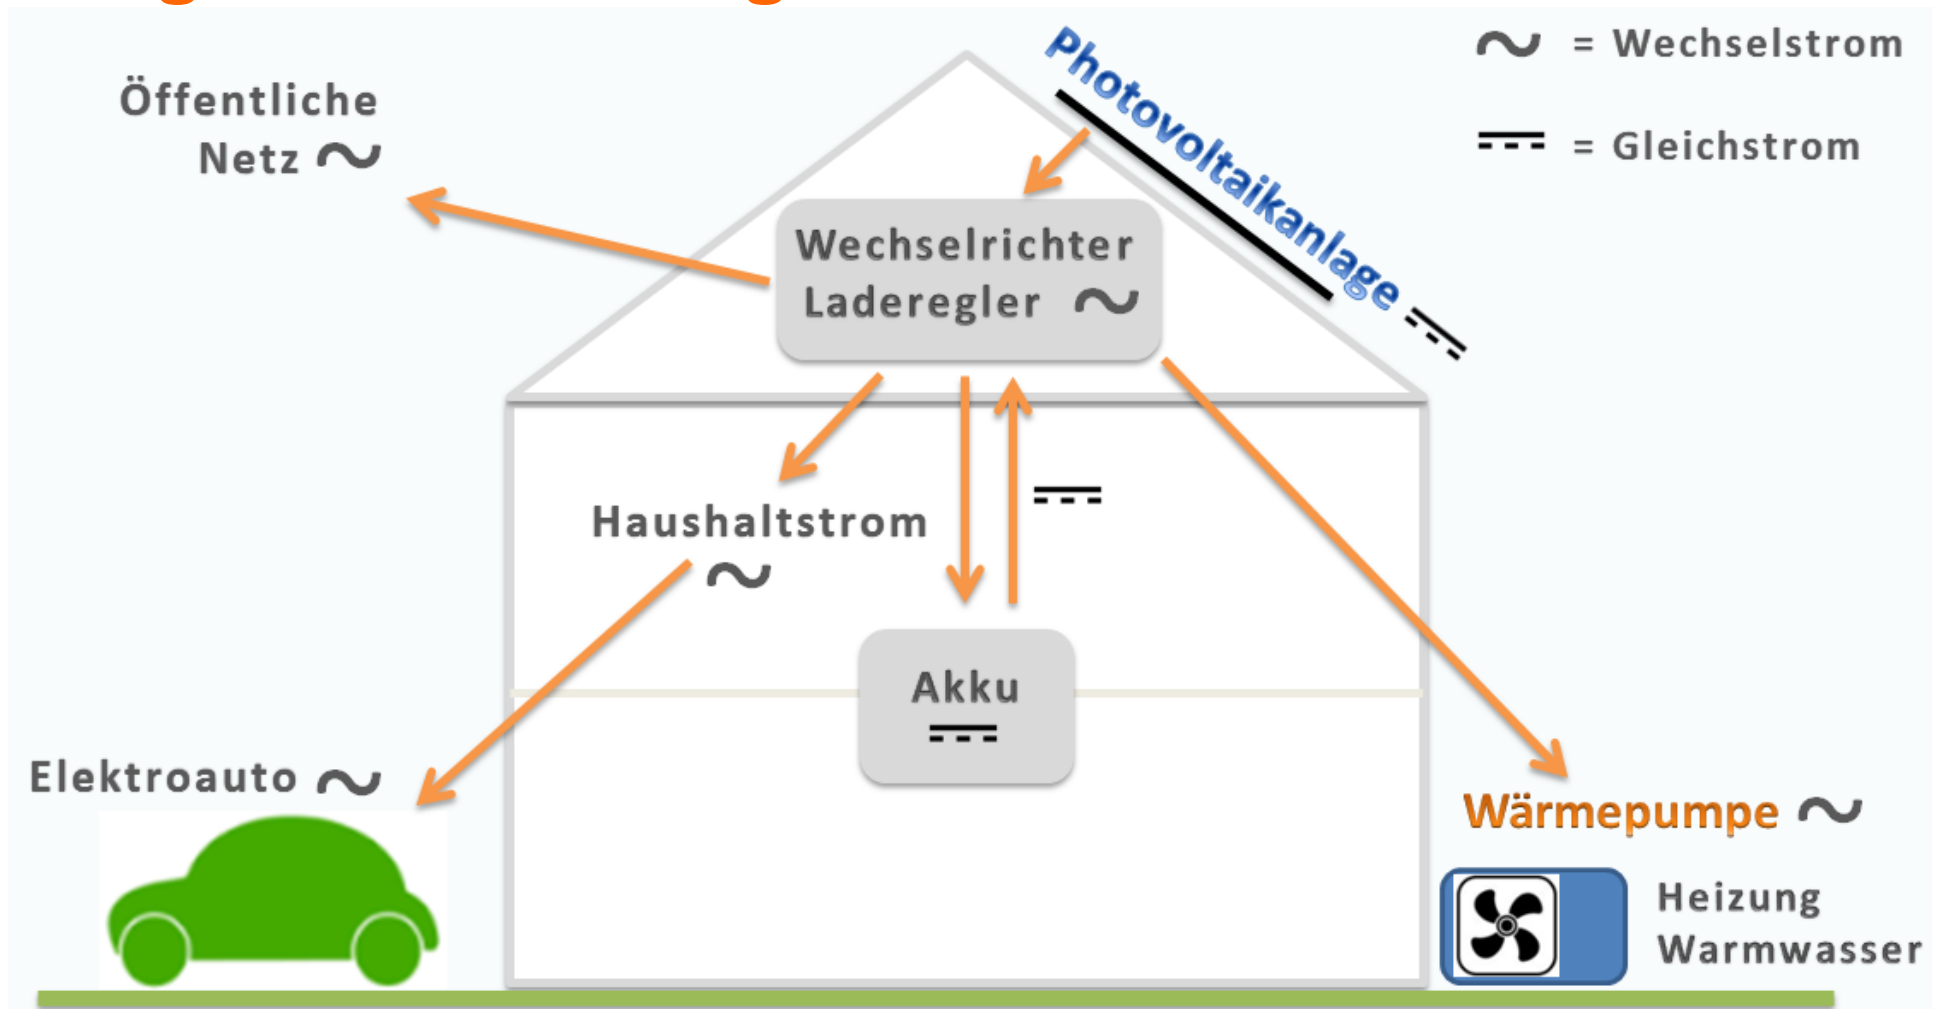 Öffentliche
Netz
Photovoltaikanlage
= Wechselstrom
= Gleichstrom
Wechselrichter
Laderegler
Haushaltstrom
Akku
Elektroauto
Wärmepumpe
Heizung
Warmwasser